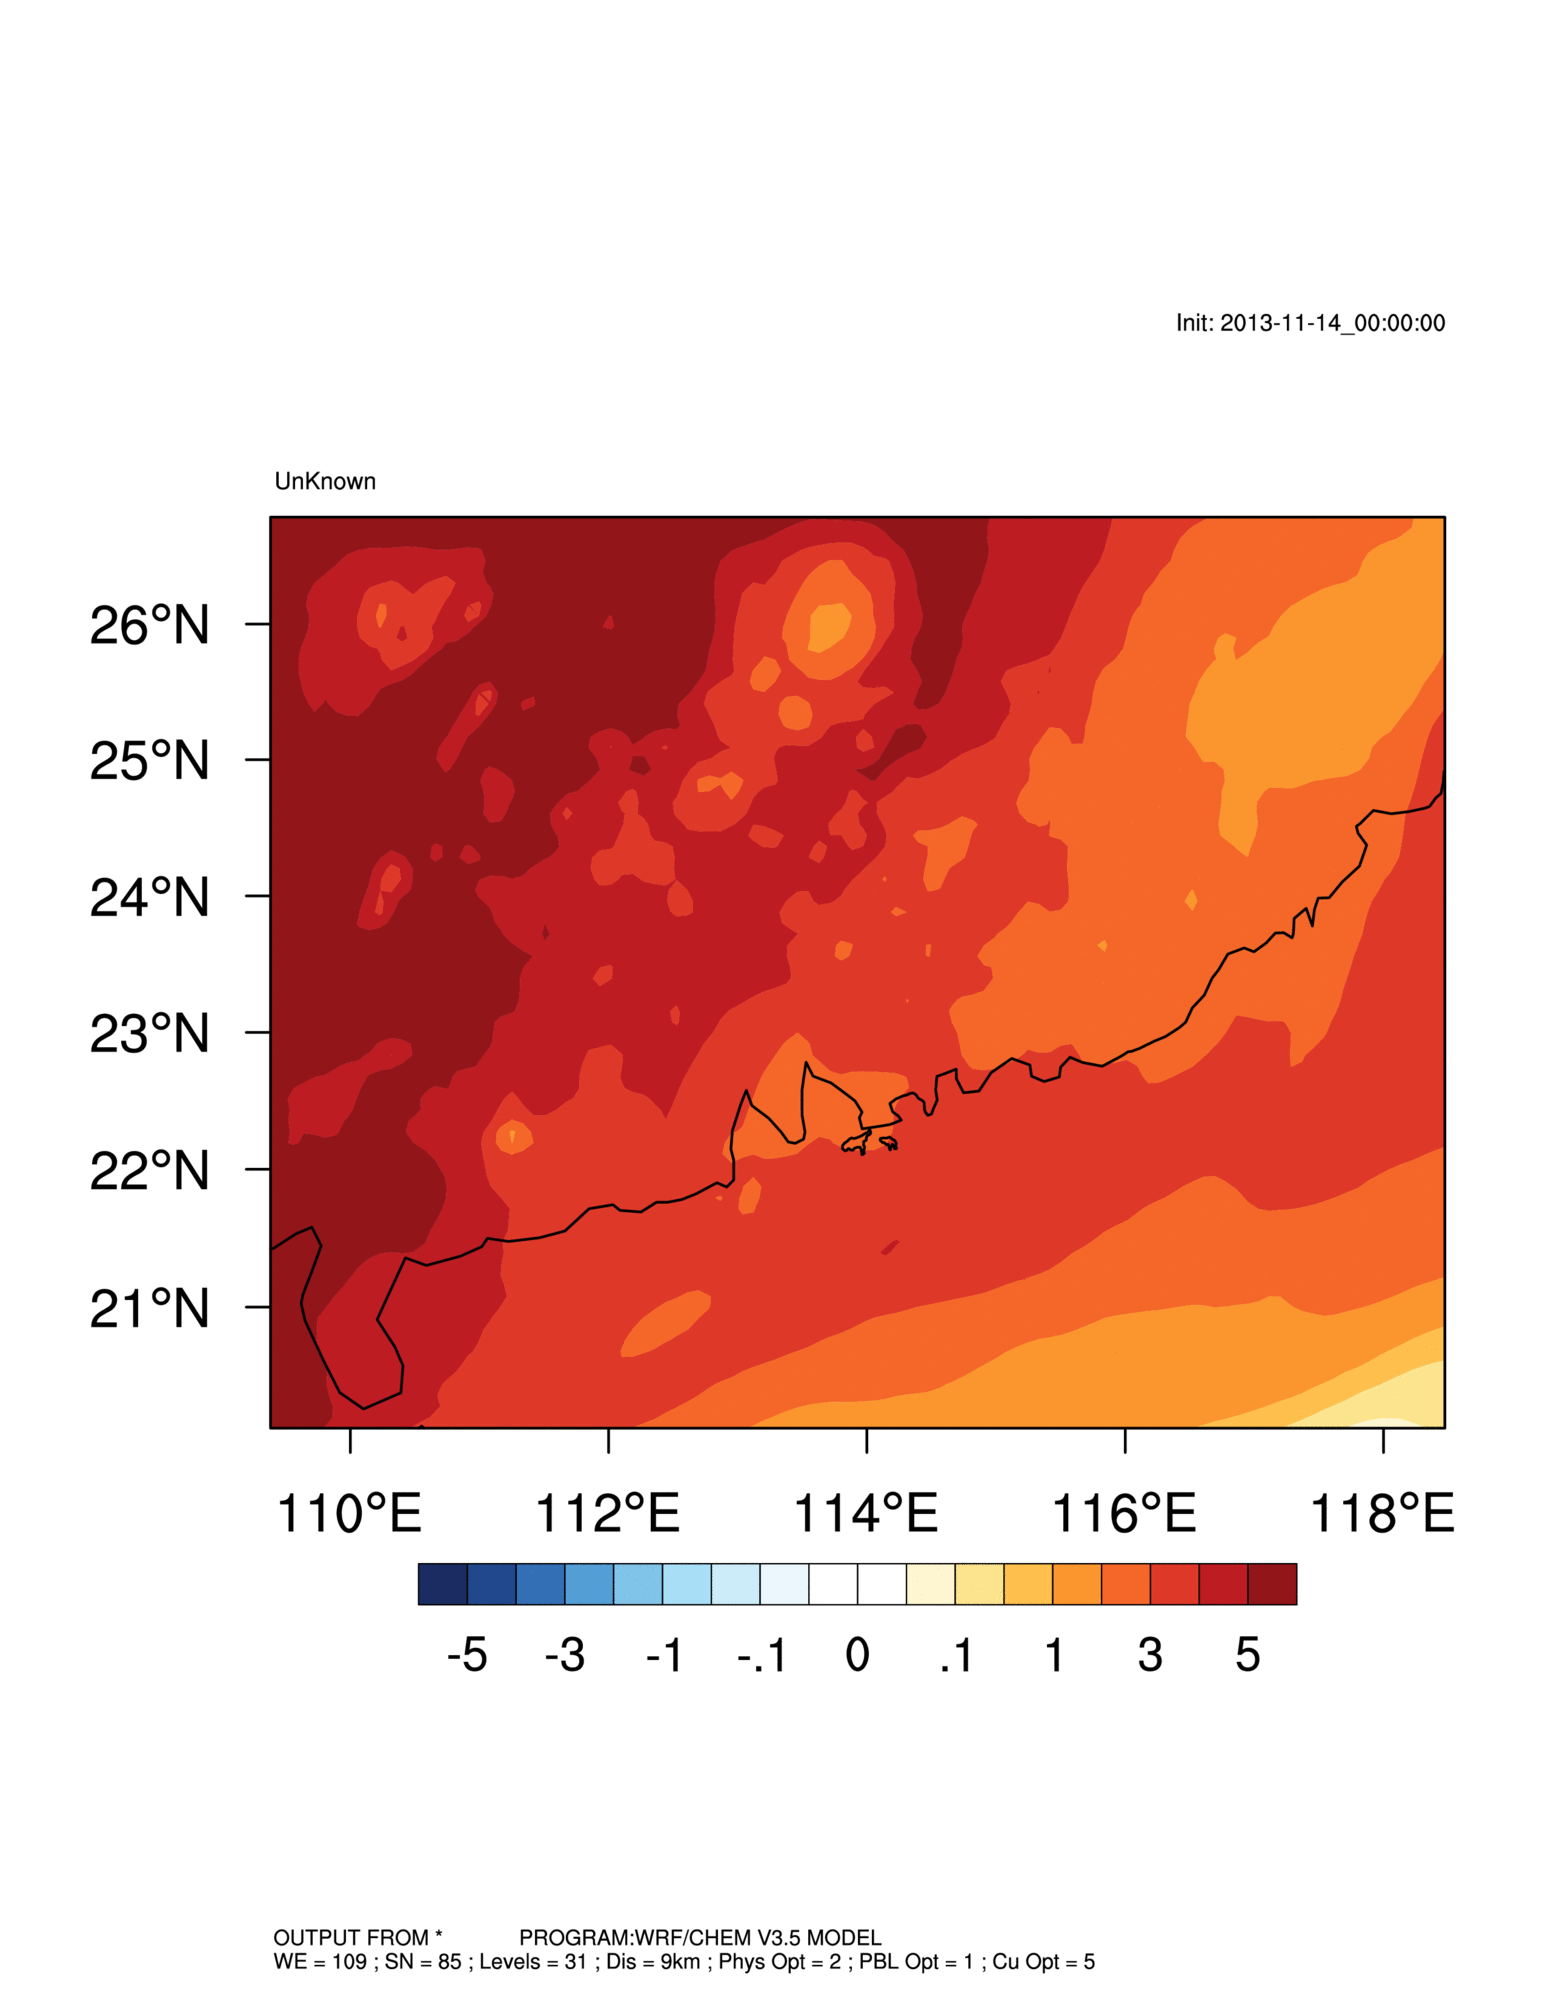 Init: 2013-11-14_00:00:00
UnKnown
26°N
25°N
24°N
23°N
22°N
21°N
110°E 112°E 114°E 116°E 118°E
-5 -3 -1 -.1 0 .1 1 3 5
OUTPUT FROM * PROGRAM:WRF/CHEM V3.5 MODEL
WE = 109 ; SN = 85 ; Levels = 31 ; Dis = 9km ; Phys Opt = 2 ; PBL Opt = 1 ; Cu Opt = 5